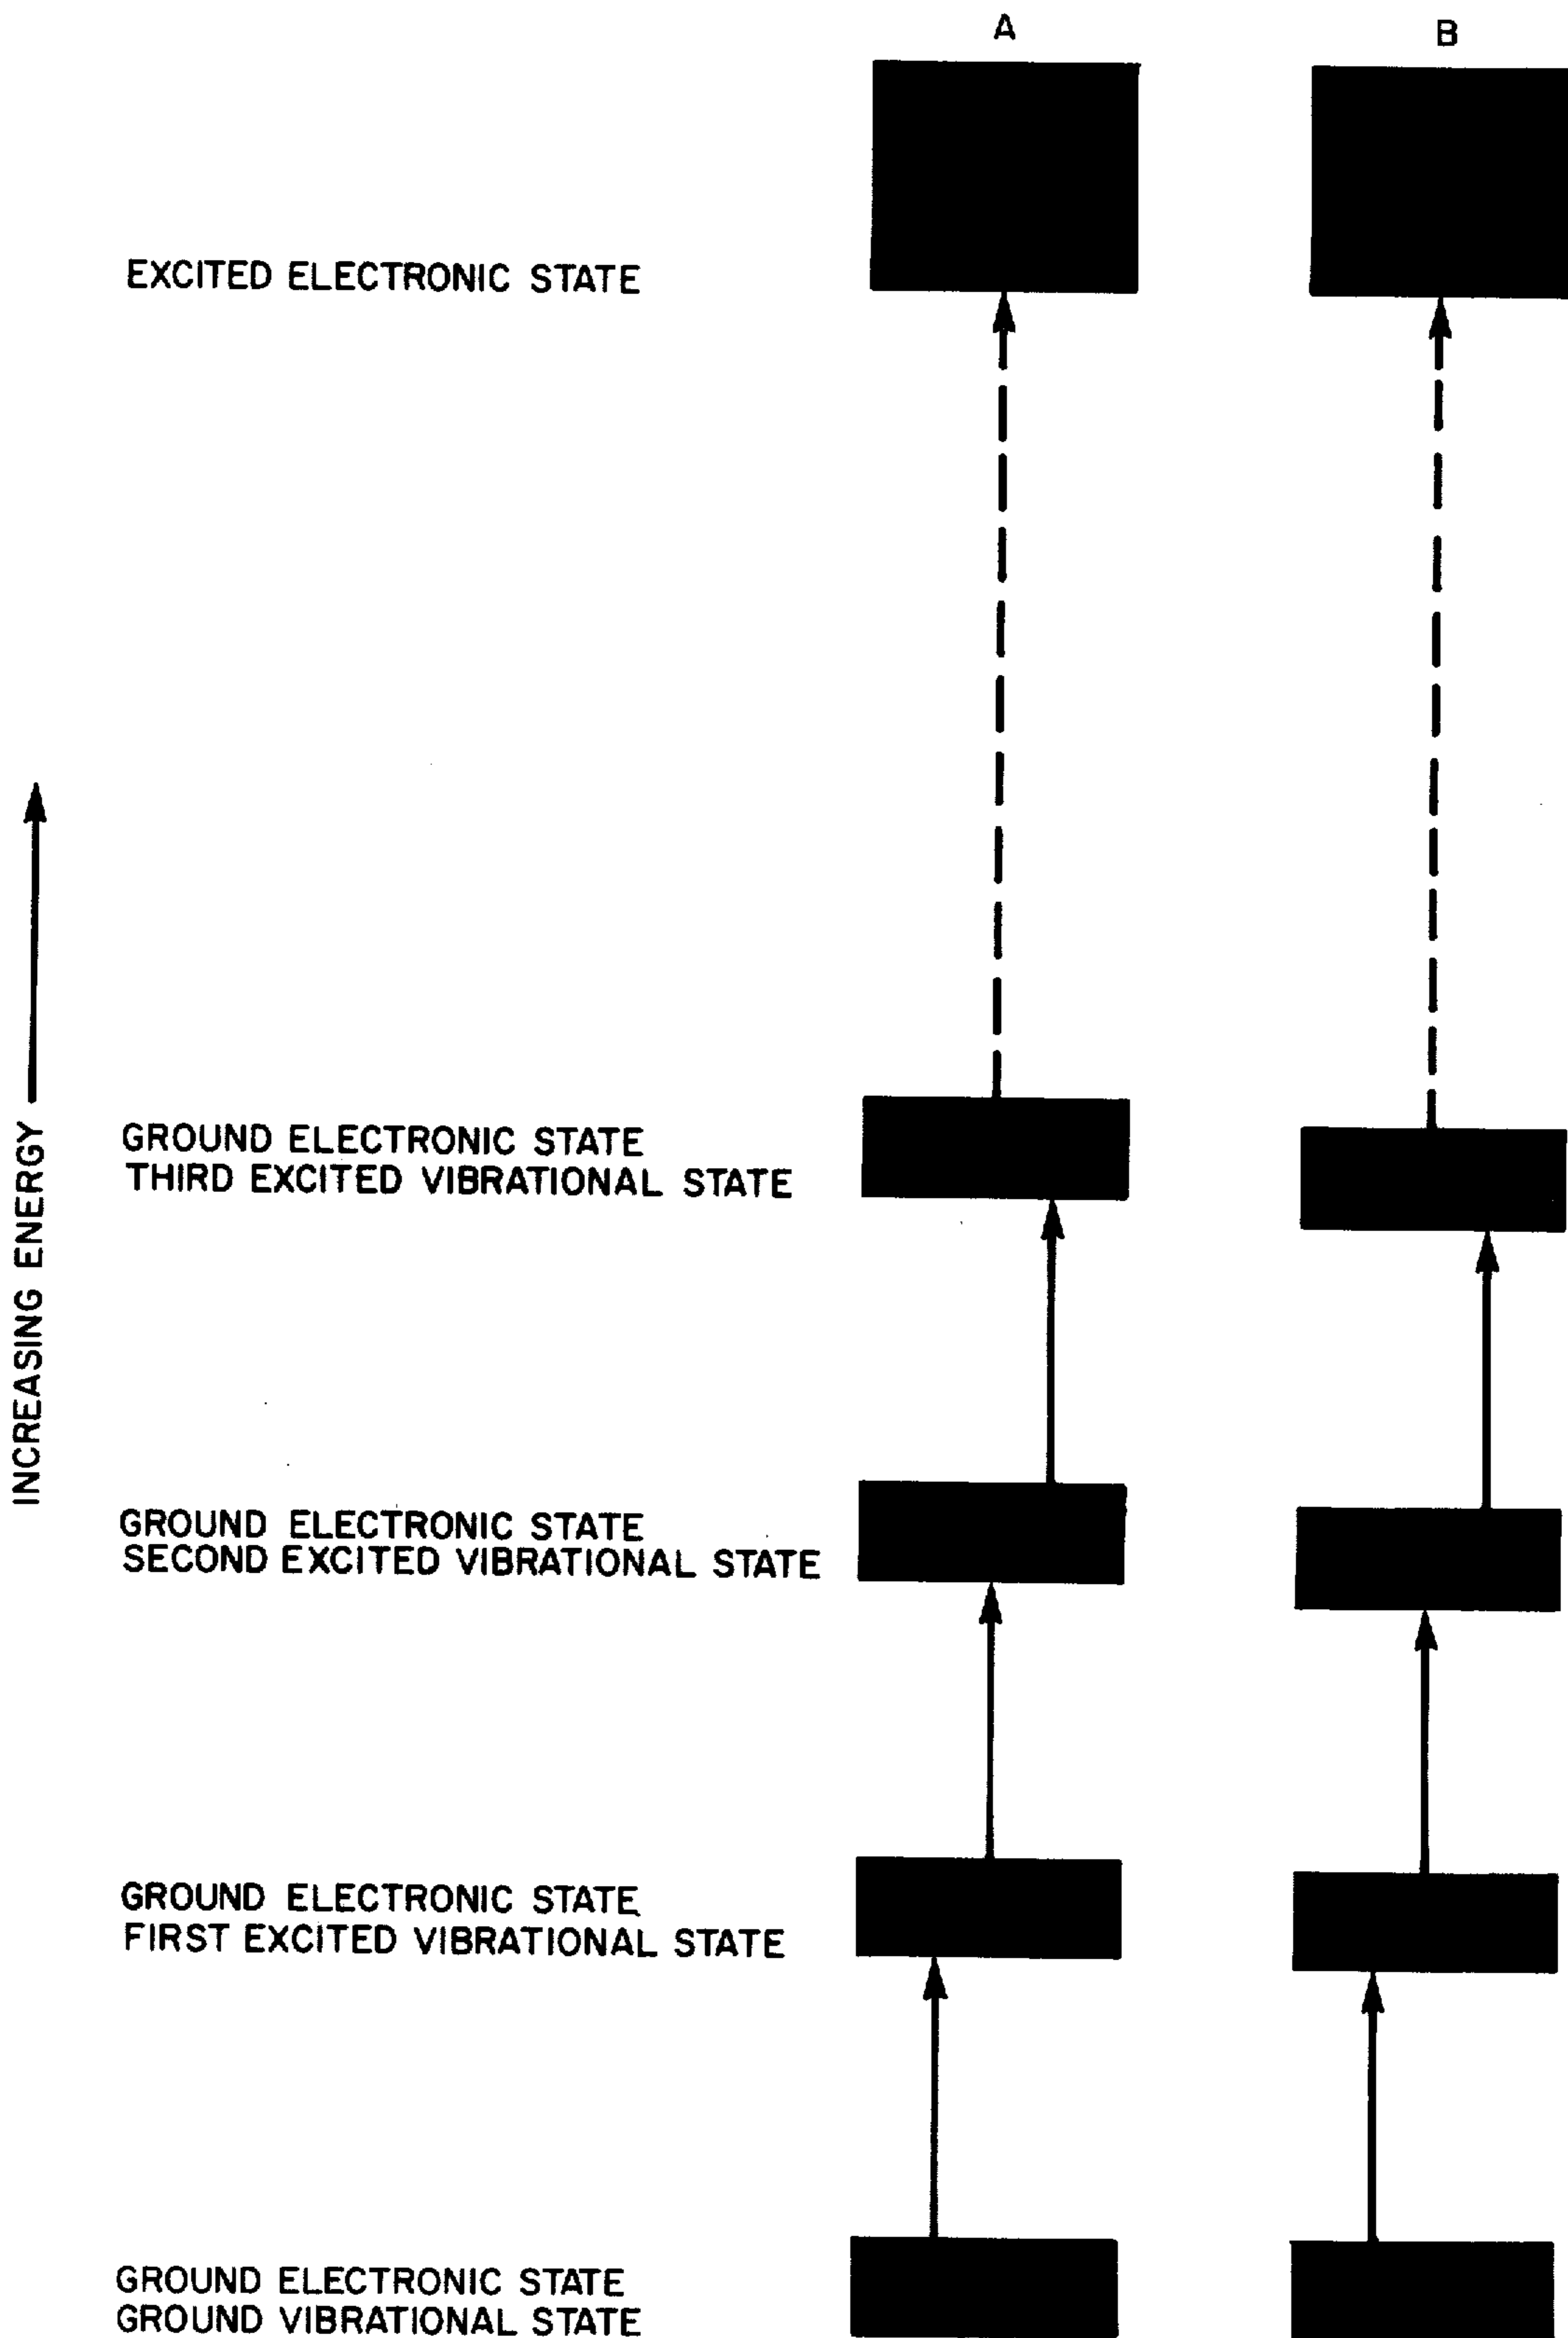 A
B
EXCITED ELECTRONIC STATE
INCREASING ENERGY
GROUND ELECTRONIC STATE
THIRD EXCITED VIBRATIONAL STATE
GROUND ELECTRONIC STATE
SECOND EXCITED VIBRATIONAL STATE
GROUND ELECTRONIC STATE
FIRST EXCITED VIBRATIONAL STATE
GROUND ELECTRONIC STATE
GROUND VIBRATIONAL STATE